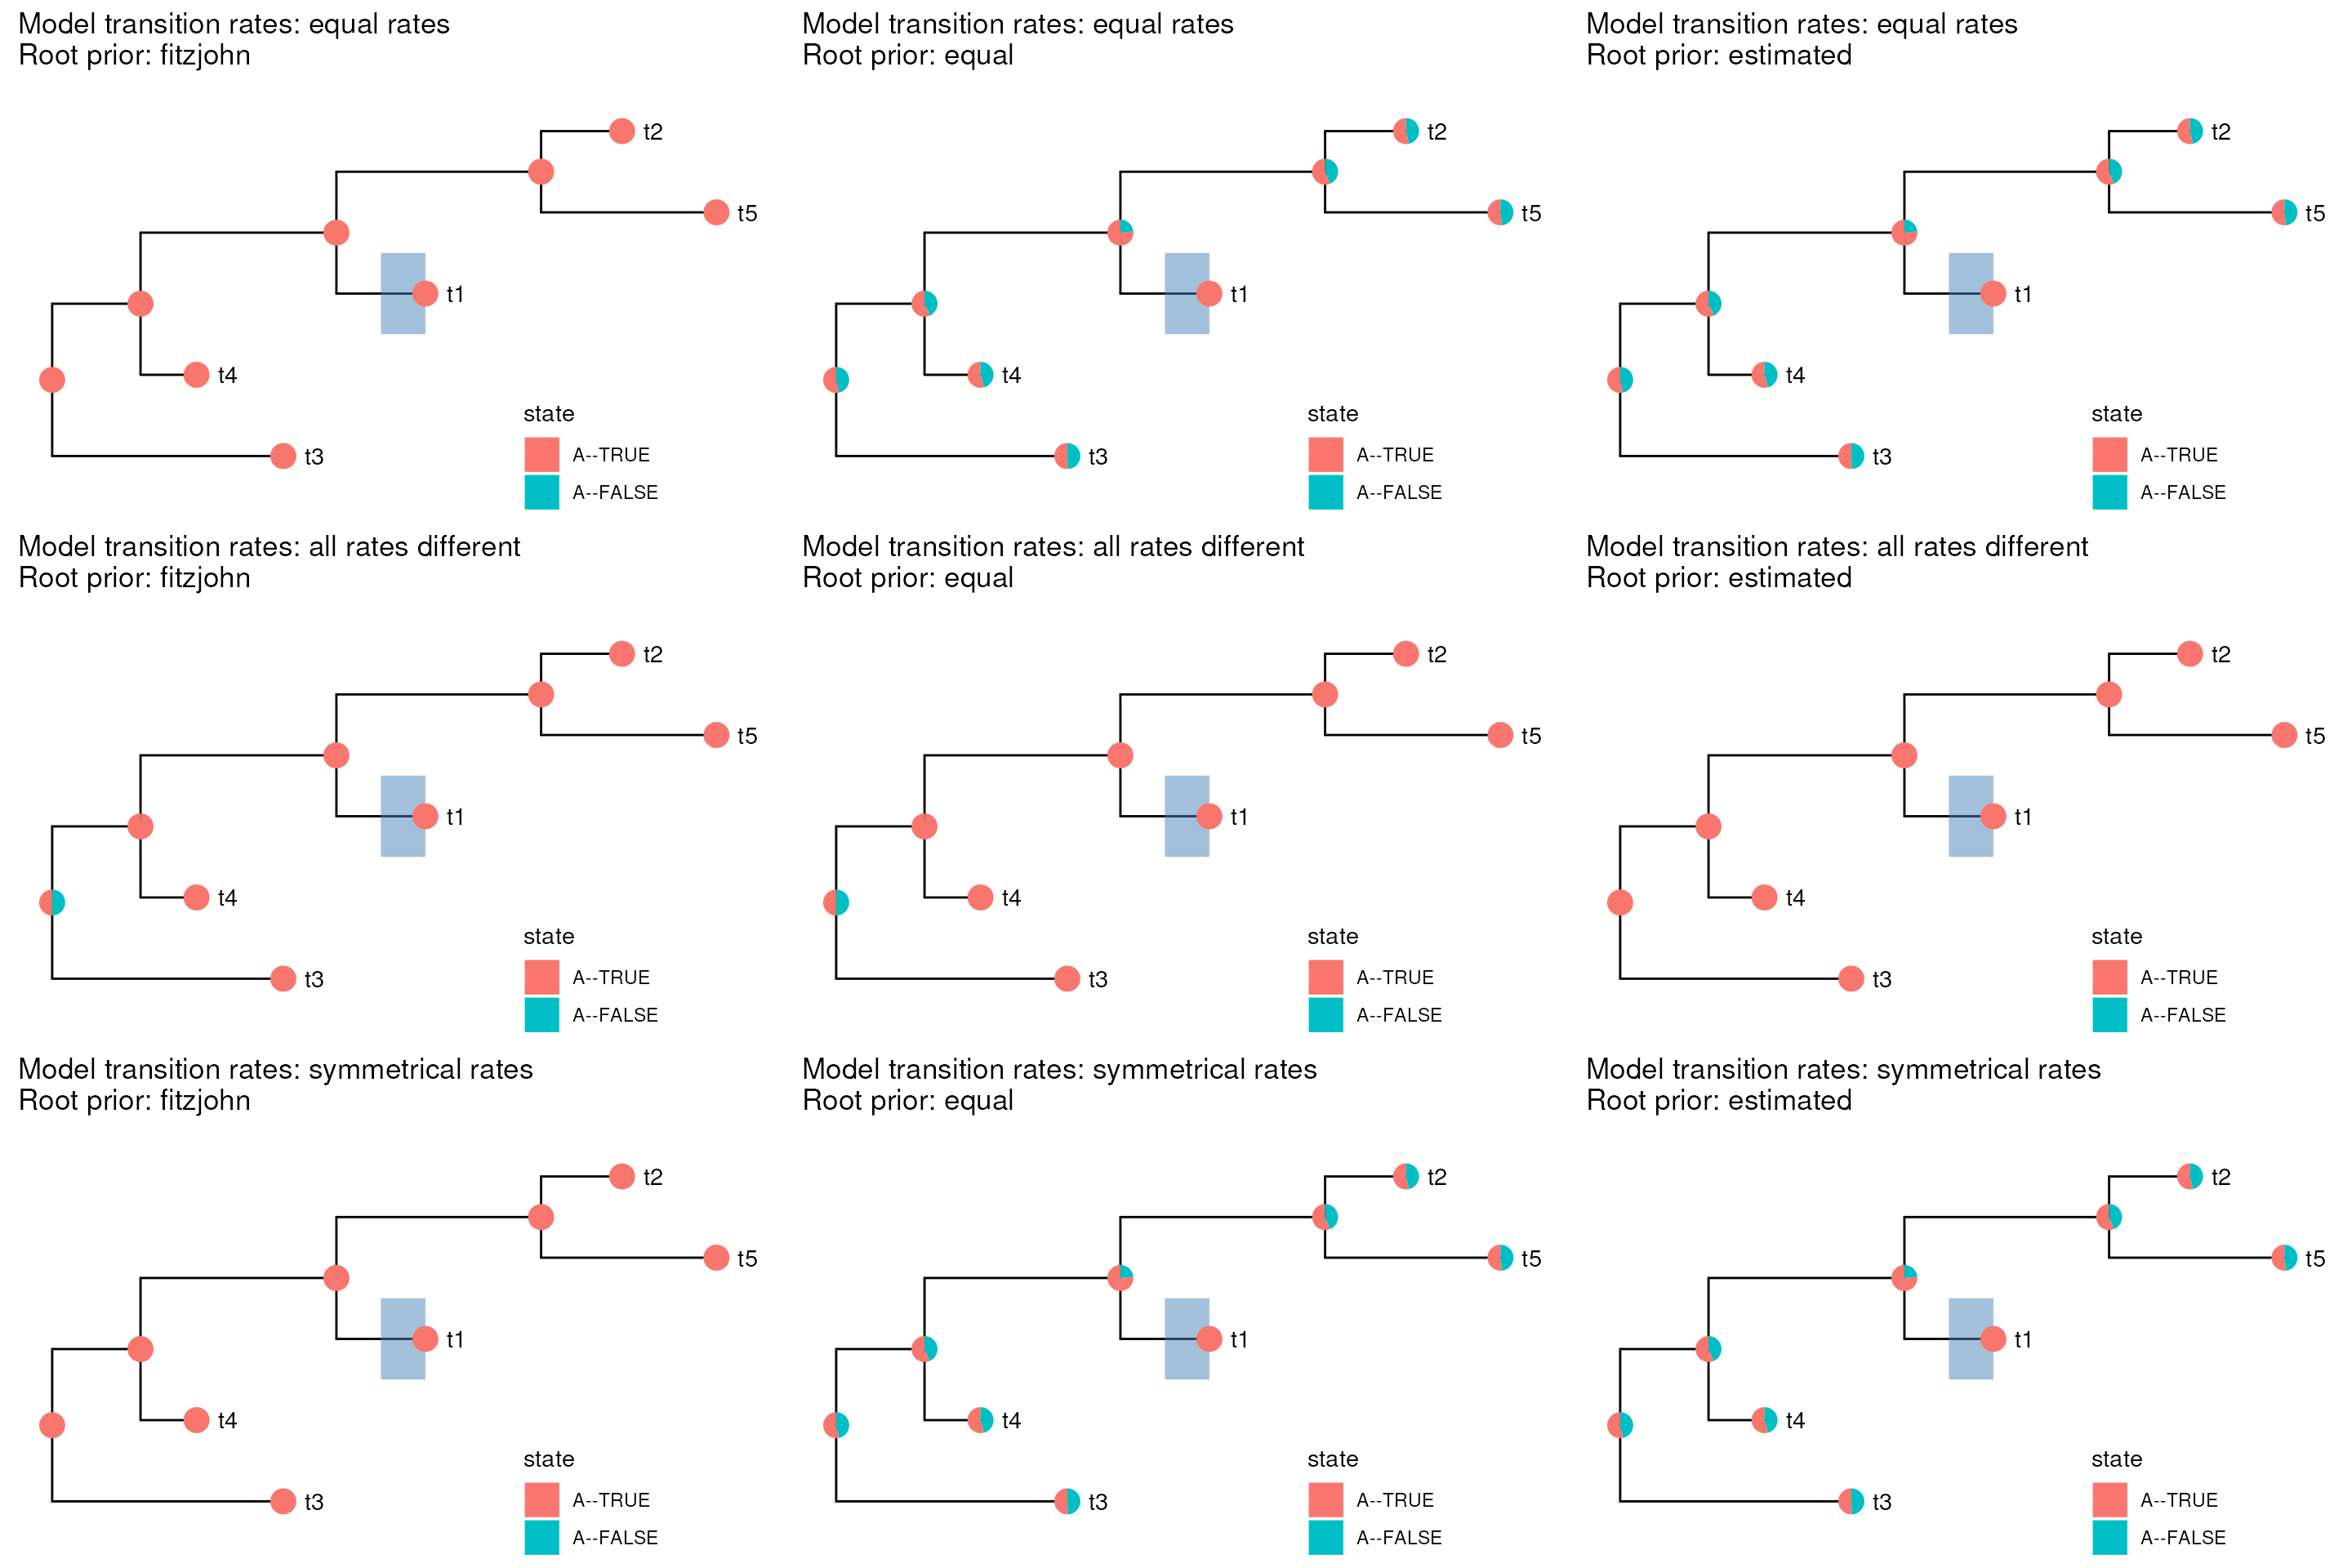 Model transition rates: equal rates
Root prior: fitzjohn
t2
t5
t1
t4
t3
state
A--TRUE
A--FALSE
Model transition rates: equal rates
Root prior: equal
t2
t5
t1
t4
t3
state
A--TRUE
A--FALSE
Model transition rates: equal rates
Root prior: estimated
t2
t5
t1
t4
t3
state
A--TRUE
A--FALSE
Model transition rates: all rates different
Root prior: fitzjohn
t2
t5
t1
t4
t3
state
A--TRUE
A--FALSE
Model transition rates: all rates different
Root prior: equal
t2
t5
t1
t4
t3
state
A--TRUE
A--FALSE
Model transition rates: all rates different
Root prior: estimated
t2
t5
t1
t4
t3
state
A--TRUE
A--FALSE
Model transition rates: symmetrical rates
Root prior: fitzjohn
t2
t5
t1
t4
t3
state
A--TRUE
A--FALSE
Model transition rates: symmetrical rates
Root prior: equal
t2
t5
t1
t4
t3
state
A--TRUE
A--FALSE
Model transition rates: symmetrical rates
Root prior: estimated
t2
t5
t1
t4
t3
state
A--TRUE
A--FALSE